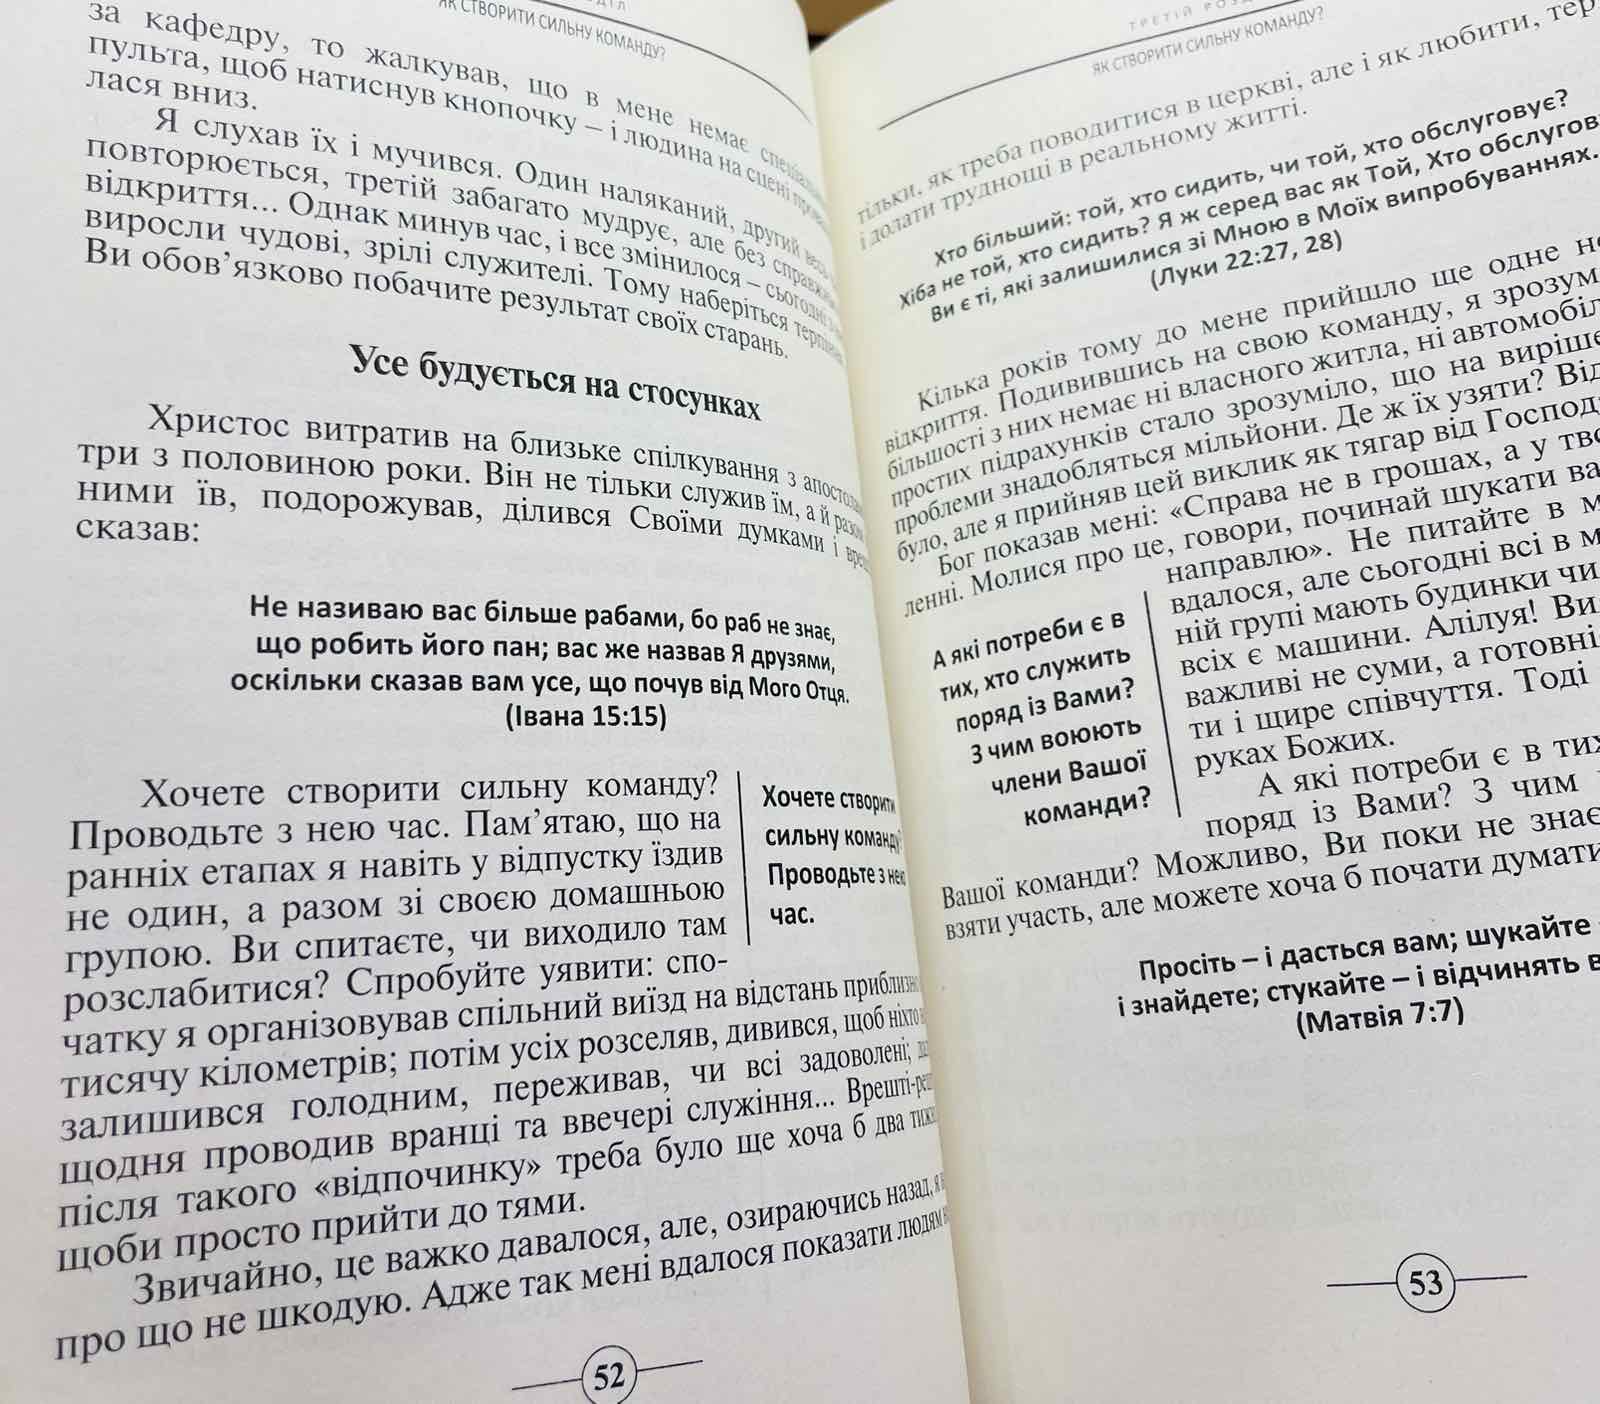 ЯК СТВОРИТИ СИЛЬНУ КОМАНДУ?
за кафедру, то жалкував, що в мене немає
пульта, щоб натиснув кнопочку – і людина на сцені
лася вниз.
Я слухав їх і мучився. Один наляканий, другий весь
повторюється, третій забагато мудрує, але без
відкриття... Однак минув час, і все змінилося – сьогодні з
виросли чудові, зрілі служителі. Тому наберіться
Ви обов’язково побачите результат своїх старань.
Усе будується на стосунках
Христос витратив на близьке спілкування з
три з половиною роки. Він не тільки служив їм, а й разом
ними їв, подорожував, ділився Своїми думками і
сказав:
Не називаю вас більше рабами, бо раб не знає,
що робить його пан; вас же назвав Я друзями,
оскільки сказав вам усе, що почув від Мого Отця.
(Івана 15:15)
Хочете створити сильну команду?
Проводьте з нею час. Пам’ятаю, що на
ранніх етапах я навіть у відпустку їздив
не один, а разом зі своєю домашньою
групою. Ви спитаєте, чи виходило там
розслабитися? Спробуйте уявити: спо-
чатку я організовував спільний виїзд на відстань приблизно
тисячу кілометрів; потім усіх розселяв, дивився, щоб ніхто
залишився голодним, переживав, чи всі задоволені;
щодня проводив вранці та ввечері служіння...
після такого «відпочинку» треба було ще хоча б два
щоби просто прийти до тями.
Звичайно, це важко давалося, але, озираючись назад, я
про що не шкодую. Адже так мені вдалося показати людям
Хочете створити
сильну команду?
Проводьте з нею
час.
52
ТРЕТІЙ
ЯК СТВОРИТИ СИЛЬНУ КОМАНДУ?
тільки, як треба поводитися в церкві, але і як любити,
і долати труднощі в реальному житті.
Хто більший: той, хто сидить, чи той, хто обслуговує?
Хіба не той, хто сидить? Я ж серед вас як Той, Хто
Ви є ті, які залишилися зі Мною в Моїх випробуваннях.
(Луки 22:27, 28)
Кілька років тому до мене прийшло ще одне
відкриття. Подивившись на свою команду, я
більшості з них немає ні власного житла, ні
простих підрахунків стало зрозуміло, що на
проблеми знадобляться мільйони. Де ж їх узяти?
було, але я прийняв цей виклик як тягар від
Бог показав мені: «Справа не в грошах, а у
ленні. Молися про це, говори, починай шукати
направлю». Не питайте в
вдалося, але сьогодні всі в
ній групі мають будинки чи
всіх є машини. Алілуя!
важливі не суми, а
ти і щире співчуття. Тоді
руках Божих.
А які потреби є в
тих, хто служить
поряд із Вами?
З чим воюють
члени Вашої
команди?
А які потреби є в тих
поряд із Вами? З чим
Вашої команди? Можливо, Ви поки не
взяти участь, але можете хоча б почати думати
Просіть – і дасться вам; шукайте –
і знайдете; стукайте – і відчинять
(Матвія 7:7)
53